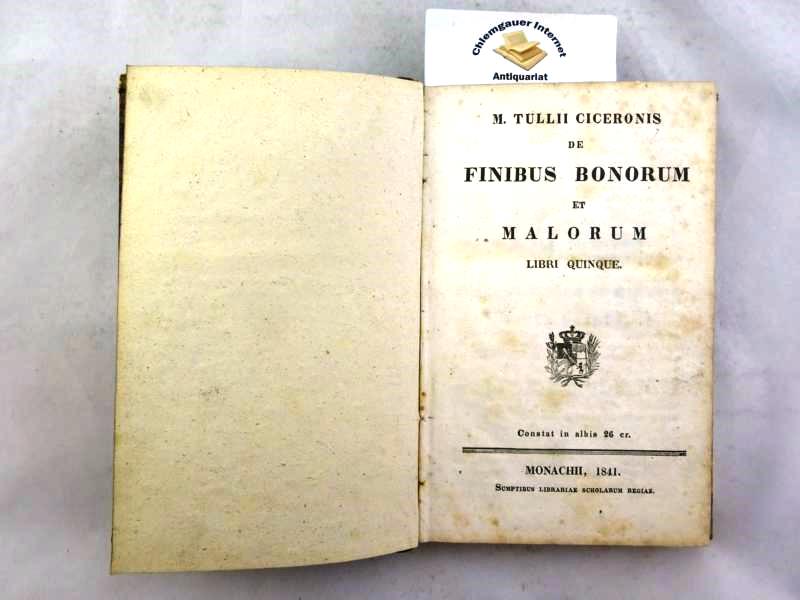 Chiemgauer Internet
Antiquariat
M. TULLII CICERONIS
DE
FINIBUS BONORUM
ET
MALORUM
LIBRI QUINQUE.
Constat in albis 26 cr.
MONACHII, 1841.
SUMPTIBUS LIBRARIAE SCHOLARUM REGIAE.